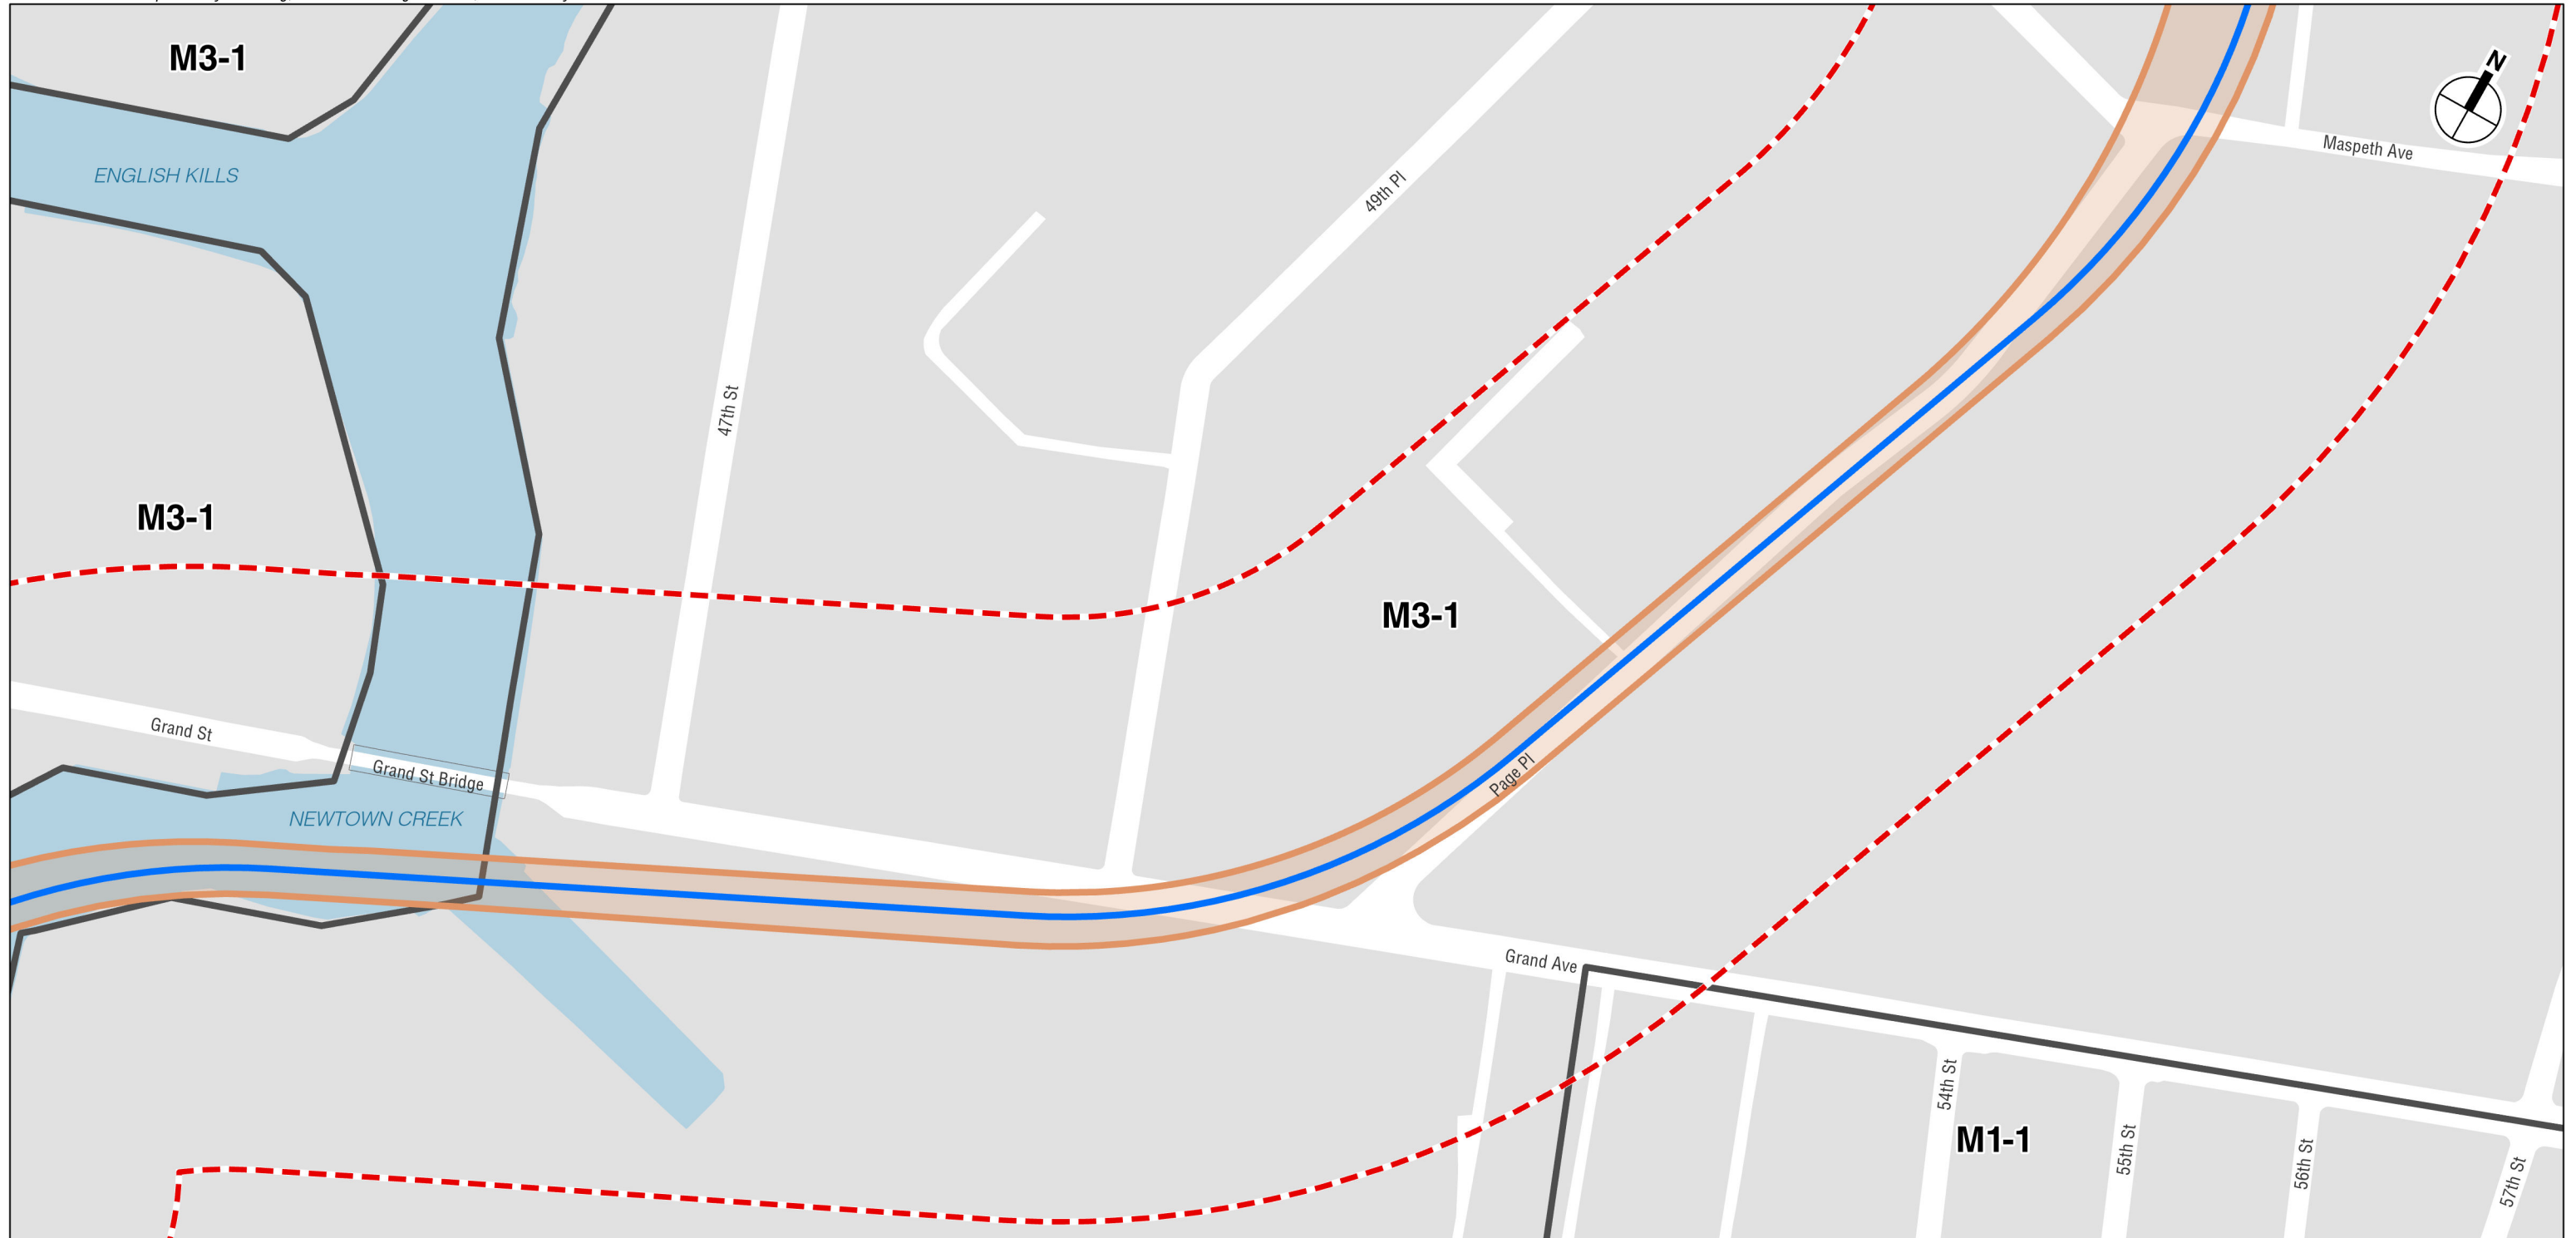 M3-1
N
Maspeth Ave
ENGLISH KILLS
49th Pl
47th St
M3-1
M3-1
Grand St
Grand St Bridge
Page Pl
NEWTOWN CREEK
Grand Ave
54th St
M1-1
55th St
56th St
57th St